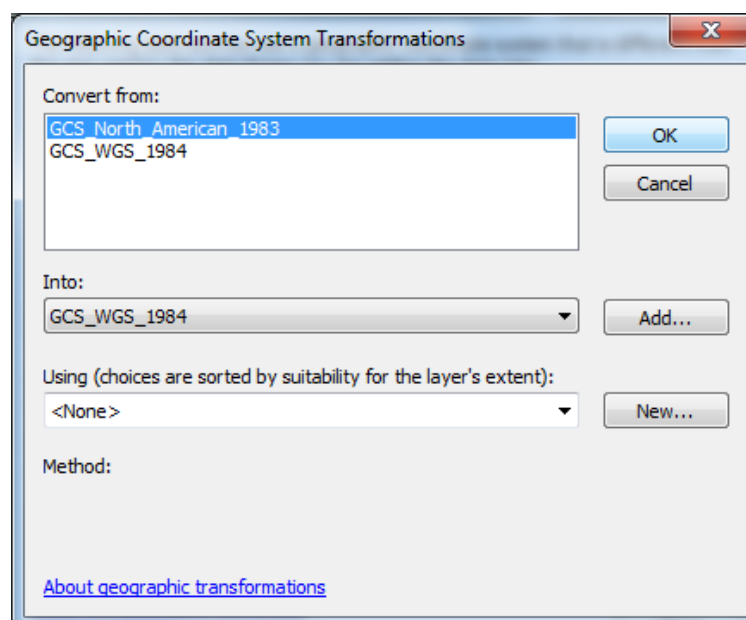 Geographic Coordinate System Transformations
Convert from:
GCS_North_American_1983
GCS_WGS_1984
OK
Cancel
Into:
GCS_WGS_1984
Add...
Using (choices are sorted by suitability for the layer's extent):
<None>
New...
Method:
About geographic transformations